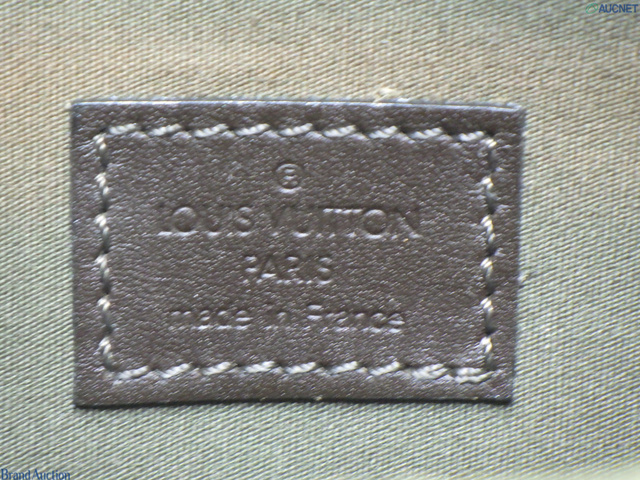 AUCNET
®
LOUIS VUITTON
PARIS
made in France
Brand Auction